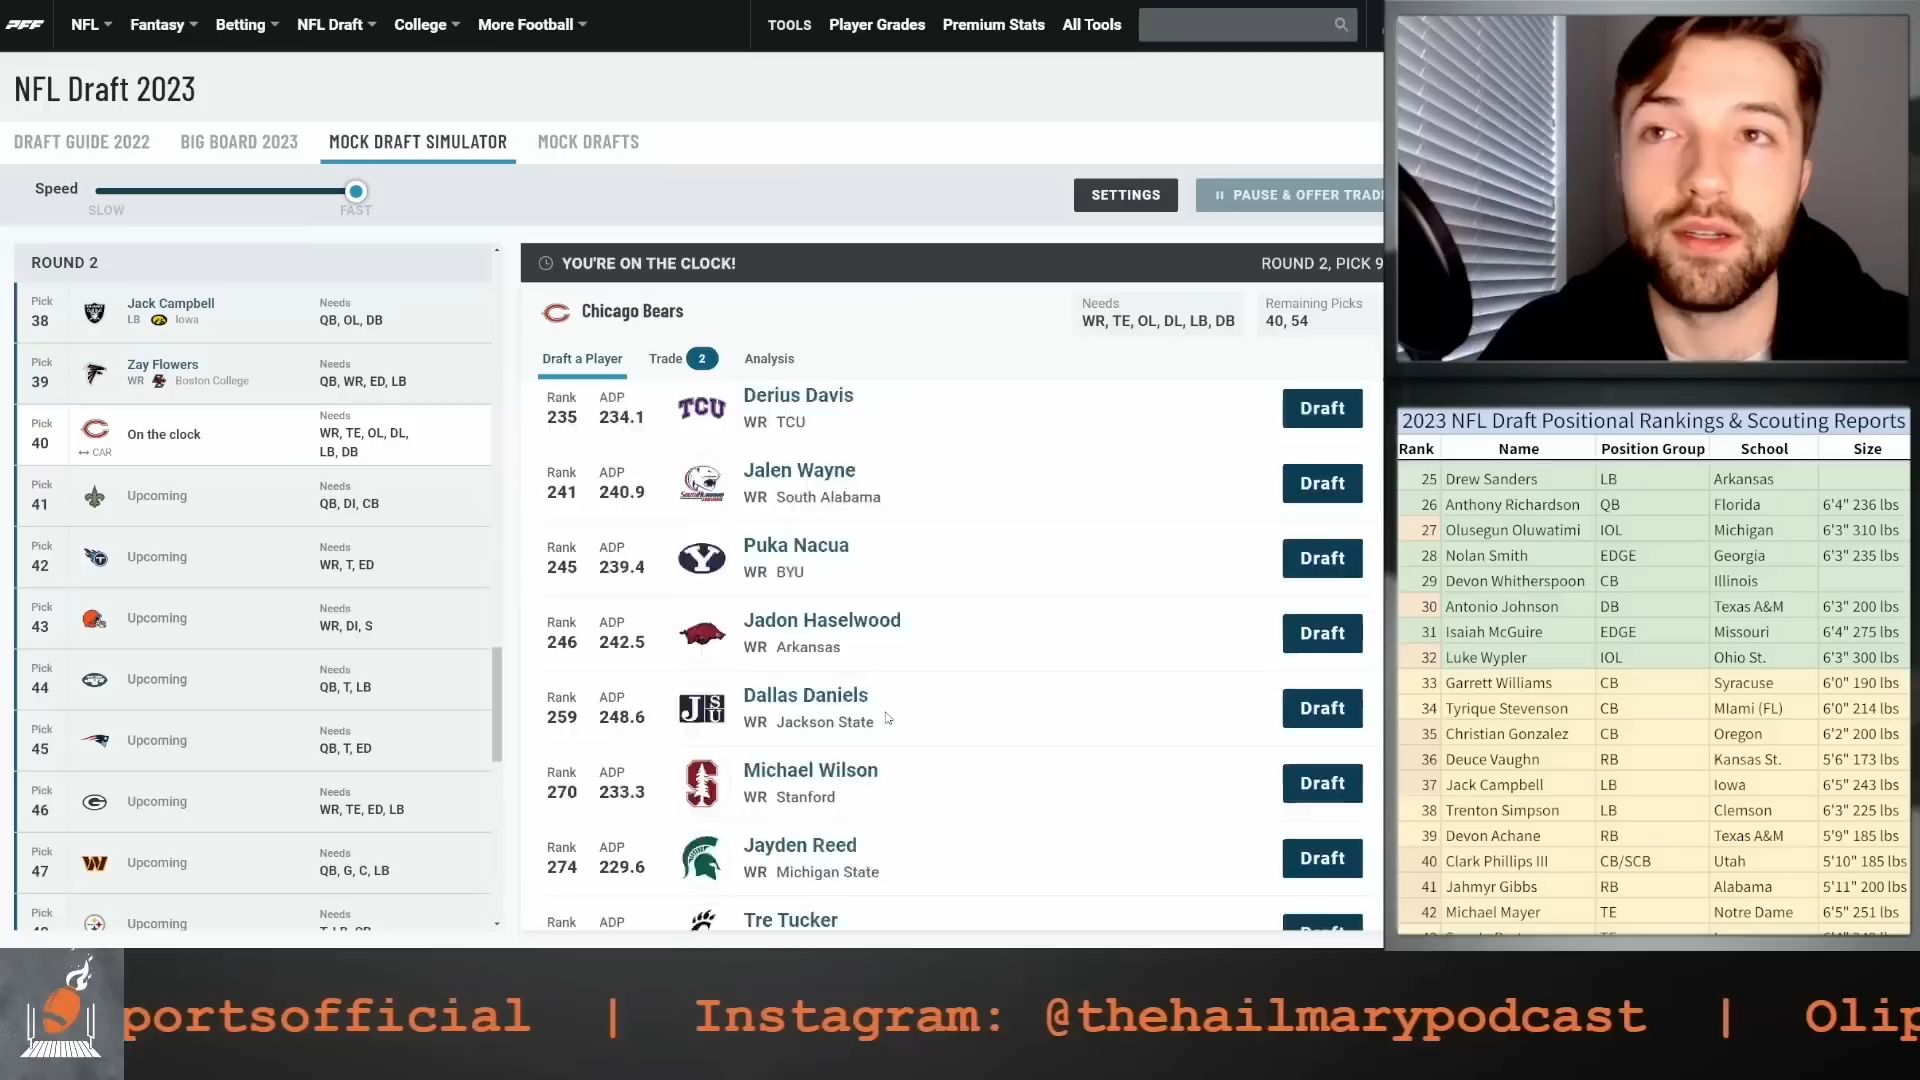 PFF NFL Fantasy Betting NFL Draft College More Football TOOLS Player Grades Premium Stats All Tools
NFL Draft 2023
DRAFT GUIDE 2022 BIG BOARD 2023 MOCK DRAFT SIMULATOR MOCK DRAFTS
Speed
SLOW FAST
SETTINGS PAUSE & OFFER TRAD
ROUND 2
Pick 38 Jack Campbell LB Iowa Needs QB, OL, DB
Pick 39 Zay Flowers WR Boston College Needs QB, WR, ED, LB
Pick 40 CAR On the clock Needs WR, TE, OL, DL, LB, DB
Pick 41 Upcoming Needs QB, DI, CB
Pick 42 Upcoming Needs WR, T, ED
Pick 43 Upcoming Needs WR, DI, S
Pick 44 Upcoming Needs QB, T, LB
Pick 45 Upcoming Needs QB, T, ED
Pick 46 Upcoming Needs WR, TE, ED, LB
Pick 47 Upcoming Needs QB, G, C, LB
Pick Upcoming Needs
YOU'RE ON THE CLOCK! ROUND 2, PICK 9
Chicago Bears
Needs WR, TE, OL, DL, LB, DB
Remaining Picks 40, 54
Draft a Player Trade 2 Analysis
Rank 235 ADP 234.1 TCU Derius Davis WR TCU Draft
Rank 241 ADP 240.9 Jalen Wayne WR South Alabama Draft
Rank 245 ADP 239.4 Y Puka Nacua WR BYU Draft
Rank 246 ADP 242.5 Jadon Haselwood WR Arkansas Draft
Rank 259 ADP 248.6 JSU Dallas Daniels WR Jackson State Draft
Rank 270 ADP 233.3 S Michael Wilson WR Stanford Draft
Rank 274 ADP 229.6 Jayden Reed WR Michigan State Draft
Rank ADP Tre Tucker Draft
2023 NFL Draft Positional Rankings & Scouting Reports
Rank Name Position Group School Size
25 Drew Sanders LB Arkansas
26 Anthony Richardson QB Florida 6'4" 236 lbs
27 Olusegun Oluwatimi IOL Michigan 6'3" 310 lbs
28 Nolan Smith EDGE Georgia 6'3" 235 lbs
29 Devon Whitherspoon CB Illinois
30 Antonio Johnson DB Texas A&M 6'3" 200 lbs
31 Isaiah McGuire EDGE Missouri 6'4" 275 lbs
32 Luke Wypler IOL Ohio St. 6'3" 300 lbs
33 Garrett Williams CB Syracuse 6'0" 190 lbs
34 Tyrique Stevenson CB MIami (FL) 6'0" 214 lbs
35 Christian Gonzalez CB Oregon 6'2" 200 lbs
36 Deuce Vaughn RB Kansas St. 5'6" 173 lbs
37 Jack Campbell LB Iowa 6'5" 243 lbs
38 Trenton Simpson LB Clemson 6'3" 225 lbs
39 Devon Achane RB Texas A&M 5'9" 185 lbs
40 Clark Phillips III CB/SCB Utah 5'10" 185 lbs
41 Jahmyr Gibbs RB Alabama 5'11" 200 lbs
42 Michael Mayer TE Notre Dame 6'5" 251 lbs
portsofficial | Instagram: @thehailmarypodcast | Olip